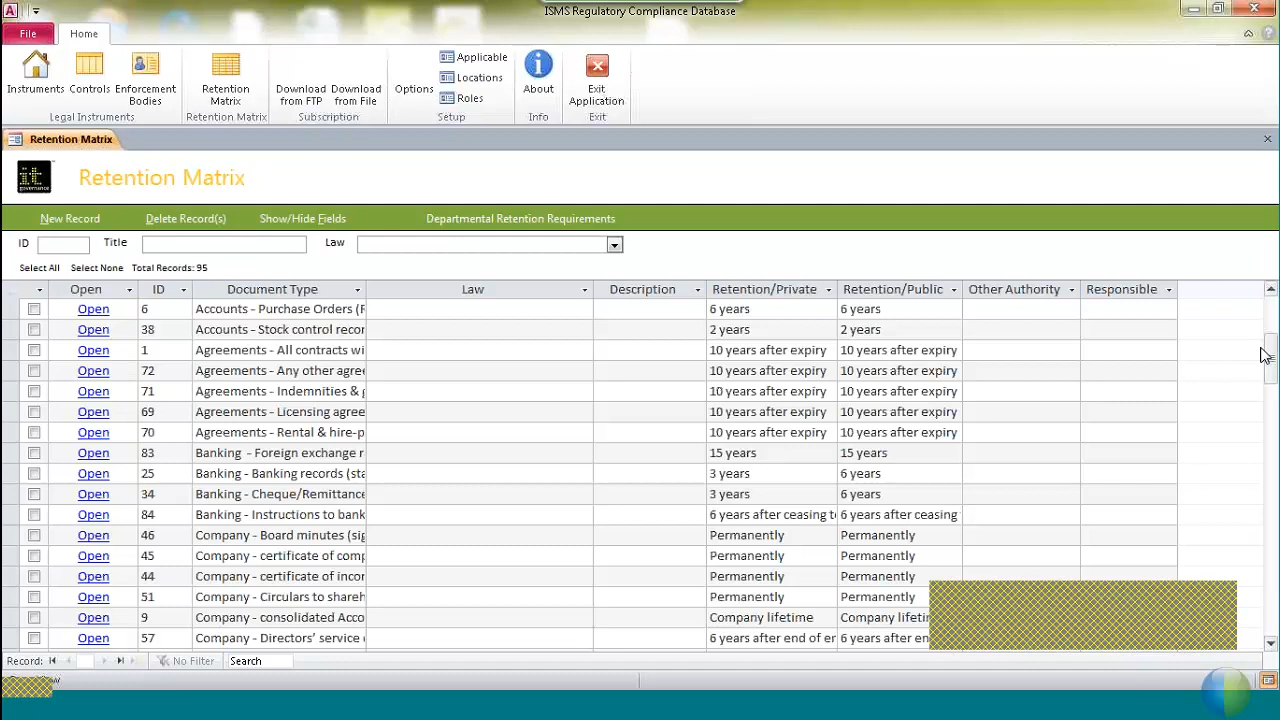 ISMS Regulatory Compliance Database
File Home
Instruments Controls Enforcement Bodies Retention Matrix Download from FTP Download from File Options Applicable Locations Roles About Exit Application
Legal Instruments Retention Matrix Subscription Setup Info Exit
Retention Matrix
it governance
Retention Matrix
New Record Delete Record(s) Show/Hide Fields Departmental Retention Requirements
ID Title Law
Select All Select None Total Records: 95
Open ID Document Type Law Description Retention/Private Retention/Public Other Authority Responsible
Open 6 Accounts - Purchase Orders (F 6 years 6 years
Open 38 Accounts - Stock control recor 2 years 2 years
Open 1 Agreements - All contracts wi 10 years after expiry 10 years after expiry
Open 72 Agreements - Any other agree 10 years after expiry 10 years after expiry
Open 71 Agreements - Indemnities & g 10 years after expiry 10 years after expiry
Open 69 Agreements - Licensing agree 10 years after expiry 10 years after expiry
Open 70 Agreements - Rental & hire-p 10 years after expiry 10 years after expiry
Open 83 Banking - Foreign exchange r 15 years 15 years
Open 25 Banking - Banking records (sta 3 years 6 years
Open 34 Banking - Cheque/Remittance 3 years 6 years
Open 84 Banking - Instructions to bank 6 years after ceasing to 6 years after ceasing
Open 46 Company - Board minutes (sig Permanently Permanently
Open 45 Company - certificate of comp Permanently Permanently
Open 44 Company - certificate of incor Permanently Permanently
Open 51 Company - Circulars to shareh Permanently Permanently
Open 9 Company - consolidated Acco Company lifetime Company lifetir
Open 57 Company - Directors' service 6 years after end of er 6 years after en
Record: No Filter Search